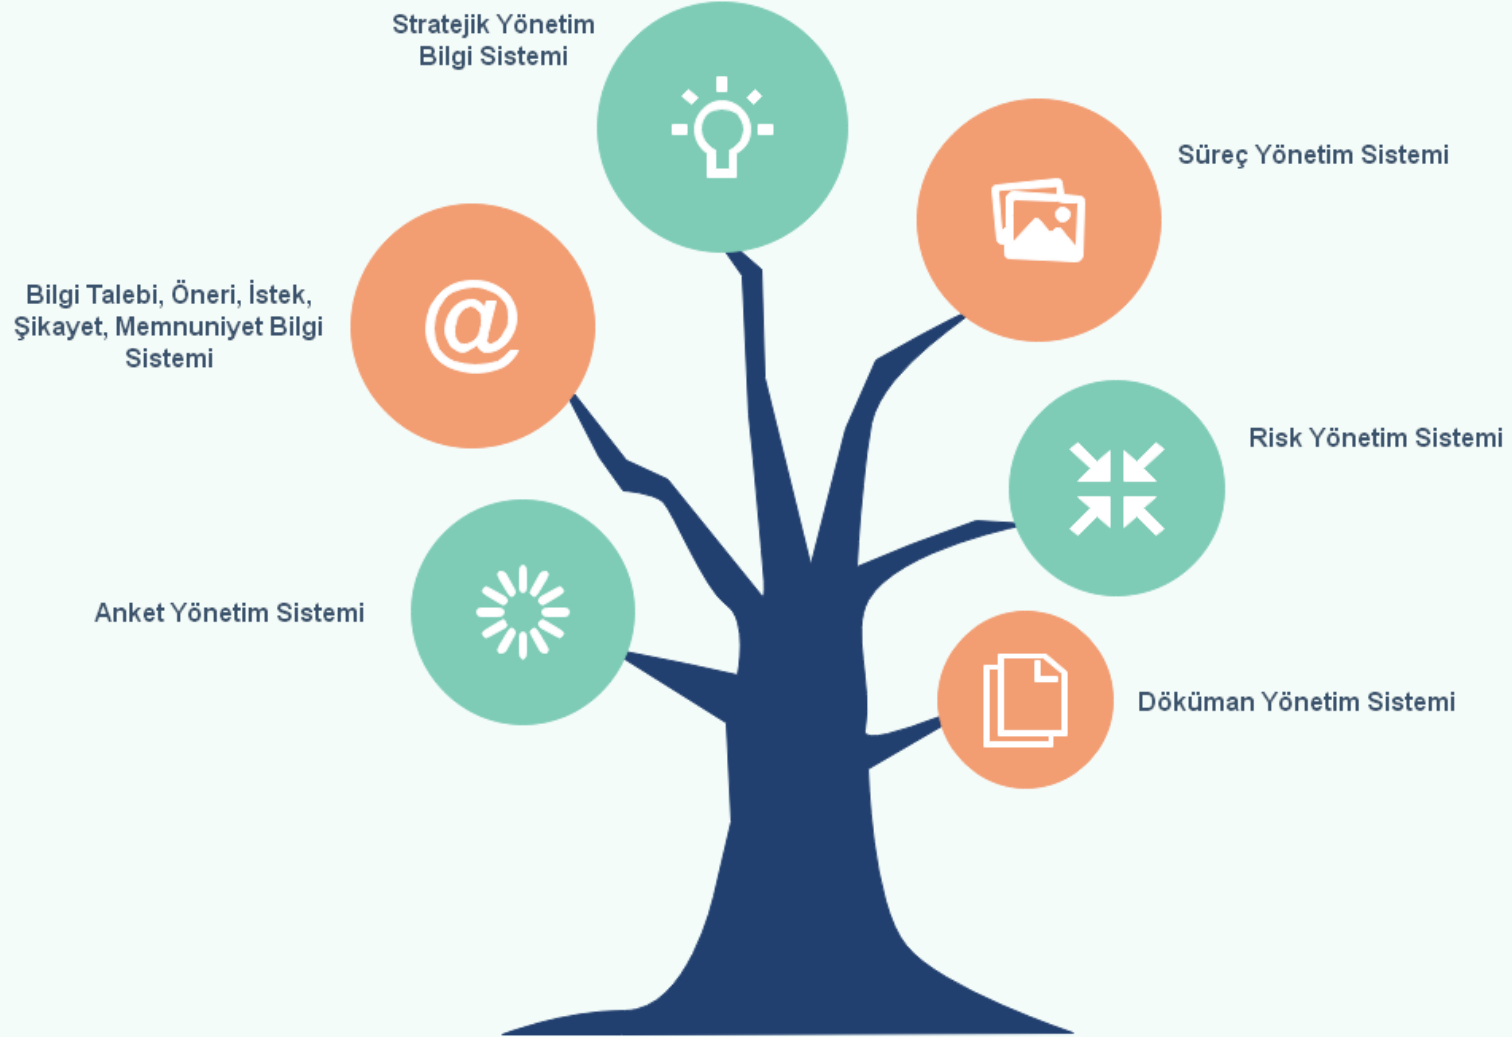 Stratejik Yönetim
Bilgi Sistemi
Süreç Yönetim Sistemi
Bilgi Talebi, Öneri, İstek,
Şikayet, Memnuniyet Bilgi
Sistemi
Risk Yönetim Sistemi
Anket Yönetim Sistemi
Döküman Yönetim Sistemi